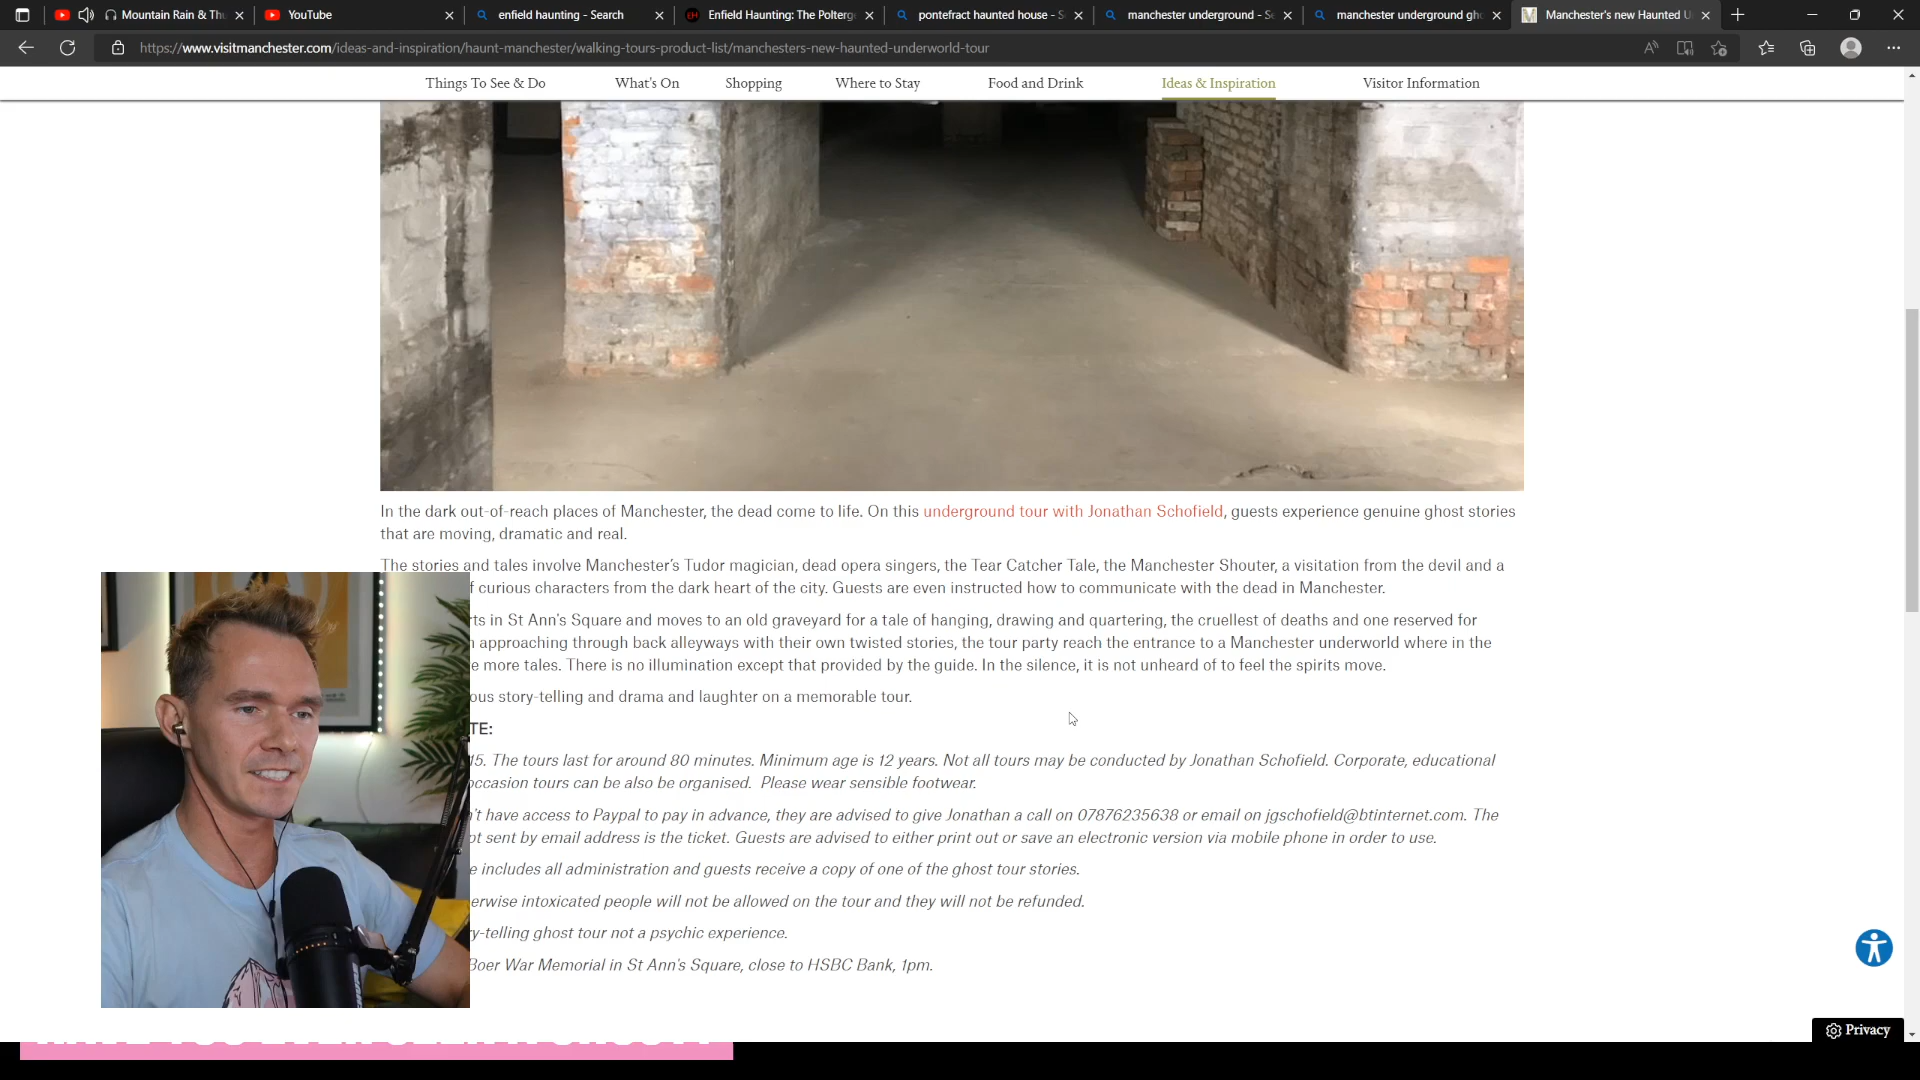 Mountain Rain & Thu
YouTube
enfield haunting - Search
Enfield Haunting: The Polterge
pontefract haunted house - S
manchester underground - Se
manchester underground gh
Manchester's new Haunted U
https://www.visitmanchester.com/ideas-and-inspiration/haunt-manchester/walking-tours-product-list/manchesters-new-haunted-underworld-tour
Things To See & Do
What's On
Shopping
Where to Stay
Food and Drink
Ideas & Inspiration
Visitor Information
In the dark out-of-reach places of Manchester, the dead come to life. On this underground tour with Jonathan Schofield, guests experience genuine ghost stories
that are moving, dramatic and real.
The stories and tales involve Manchester's Tudor magician, dead opera singers, the Tear Catcher Tale, the Manchester Shouter, a visitation from the devil and a
f curious characters from the dark heart of the city. Guests are even instructed how to communicate with the dead in Manchester.
rts in St Ann's Square and moves to an old graveyard for a tale of hanging, drawing and quartering, the cruellest of deaths and one reserved for
approaching through back alleyways with their own twisted stories, the tour party reach the entrance to a Manchester underworld where in the
e more tales. There is no illumination except that provided by the guide. In the silence, it is not unheard of to feel the spirits move.
ous story-telling and drama and laughter on a memorable tour.
TE:
15. The tours last for around 80 minutes. Minimum age is 12 years. Not all tours may be conducted by Jonathan Schofield. Corporate, educational
occasion tours can be also be organised. Please wear sensible footwear.
't have access to Paypal to pay in advance, they are advised to give Jonathan a call on 07876235638 or email on jgschofield@btinternet.com. The
pt sent by email address is the ticket. Guests are advised to either print out or save an electronic version via mobile phone in order to use.
e includes all administration and guests receive a copy of one of the ghost tour stories.
erwise intoxicated people will not be allowed on the tour and they will not be refunded.
ry-telling ghost tour not a psychic experience.
Boer War Memorial in St Ann's Square, close to HSBC Bank, 1pm.
Privacy